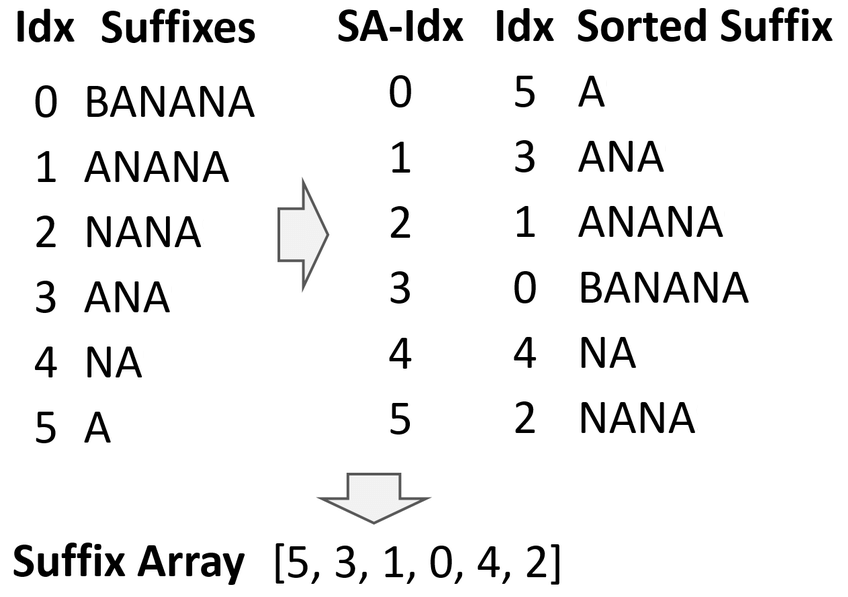 Idx Suffixes SA-Idx Idx Sorted Suffix
0 BANANA 0 5 A
1 ANANA 1 3 ANA
2 NANA 2 1 ANANA
3 ANA 3 0 BANANA
4 NA 4 4 NA
5 A 5 2 NANA
Suffix Array [5, 3, 1, 0, 4, 2]